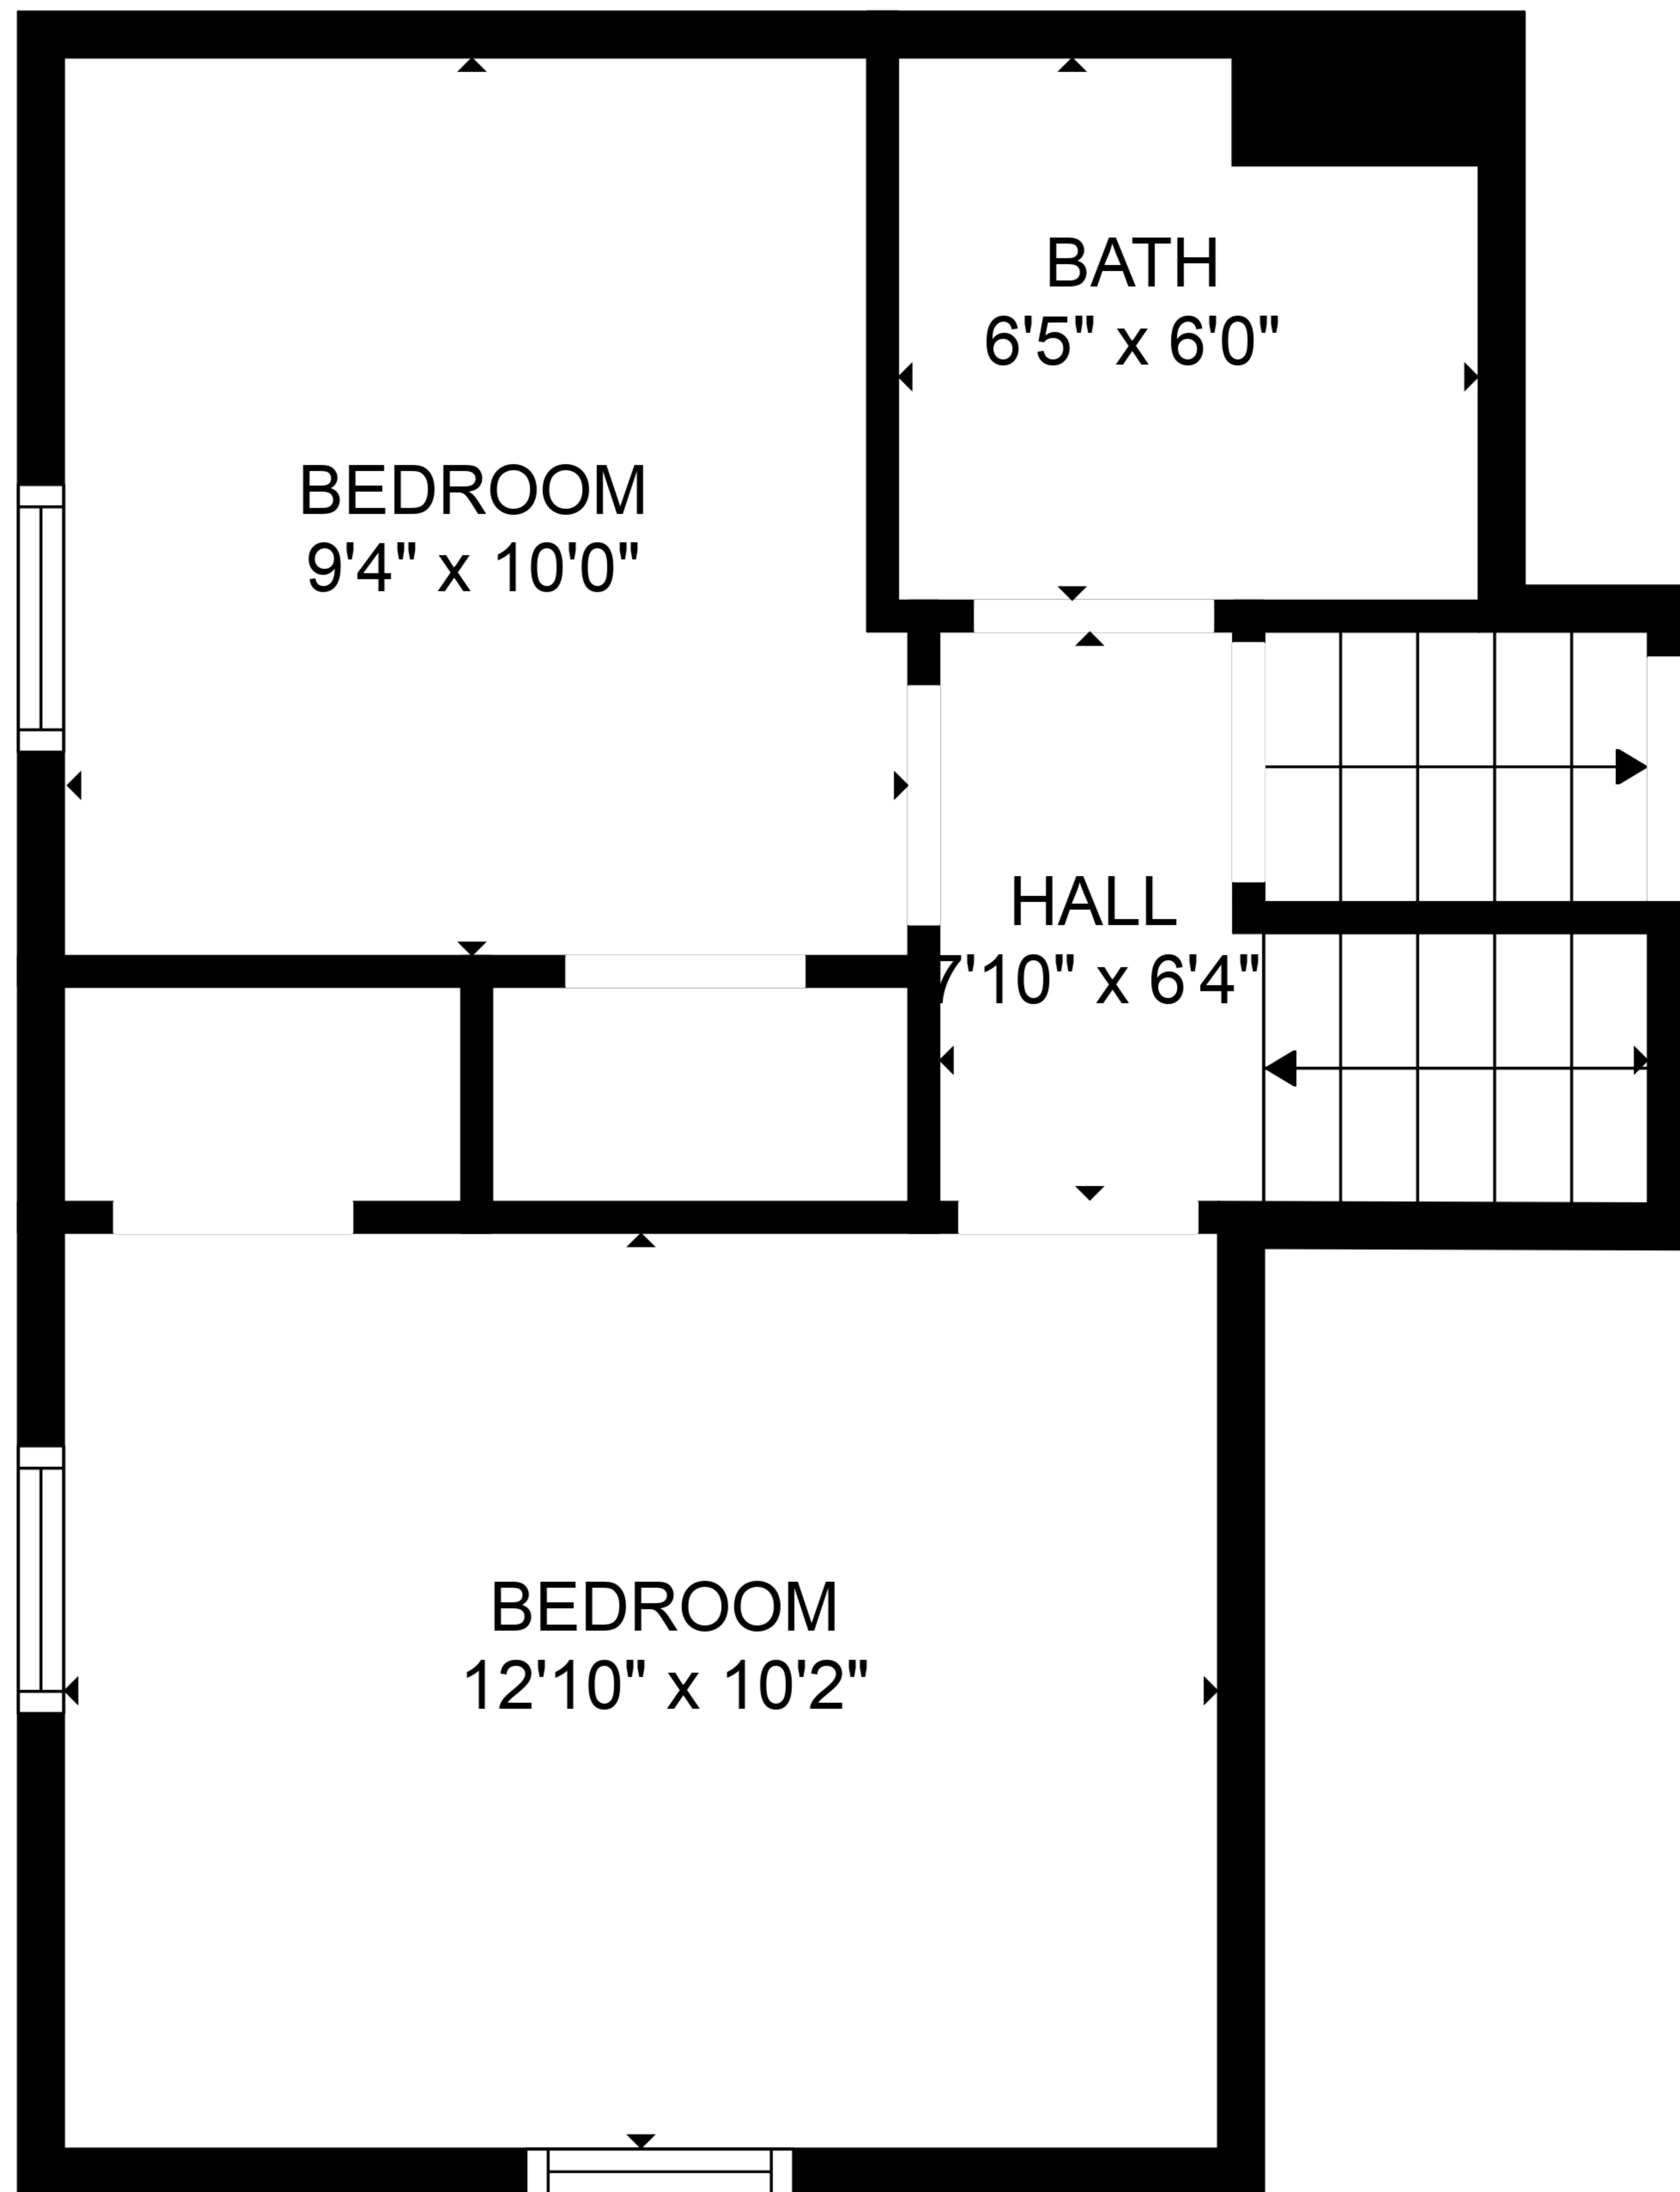 BATH
6'5" x 6'0"
BEDROOM
9'4" x 10'0"
HALL
7'10" x 6'4"
BEDROOM
12'10" x 10'2"